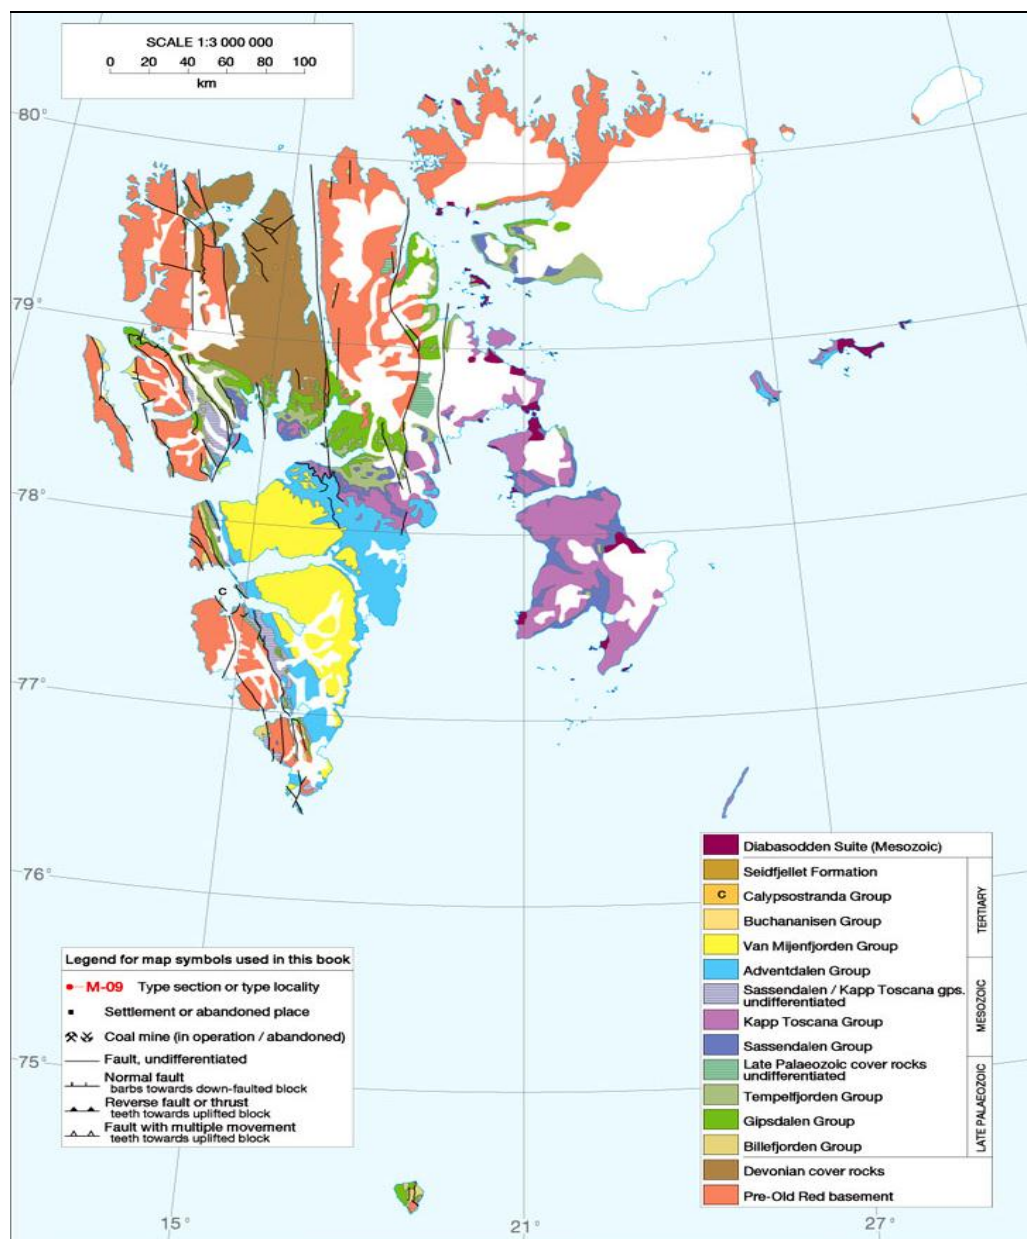 SCALE 1:3 000 000
0 20 40 60 80 100
km
80°
79°
78°
77°
76°
75°
15°
21°
27°
C
Legend for map symbols used in this book
M-09 Type section or type locality
Settlement or abandoned place
Coal mine (in operation / abandoned)
Fault, undifferentiated
Normal fault
barbs towards down-faulted block
Reverse fault or thrust
teeth towards uplifted block
Fault with multiple movement
teeth towards uplifted block
Diabasodden Suite (Mesozoic)
Seidfjellet Formation
C Calypsostranda Group
Buchananisen Group
Van Mijenfjorden Group
Adventdalen Group
Sassendalen / Kapp Toscana gps.
undifferentiated
Kapp Toscana Group
Sassendalen Group
Late Palaeozoic cover rocks
undifferentiated
Tempelfjorden Group
Gipsdalen Group
Billefjorden Group
Devonian cover rocks
Pre-Old Red basement
TERTIARY
MESOZOIC
LATE PALAEOZOIC